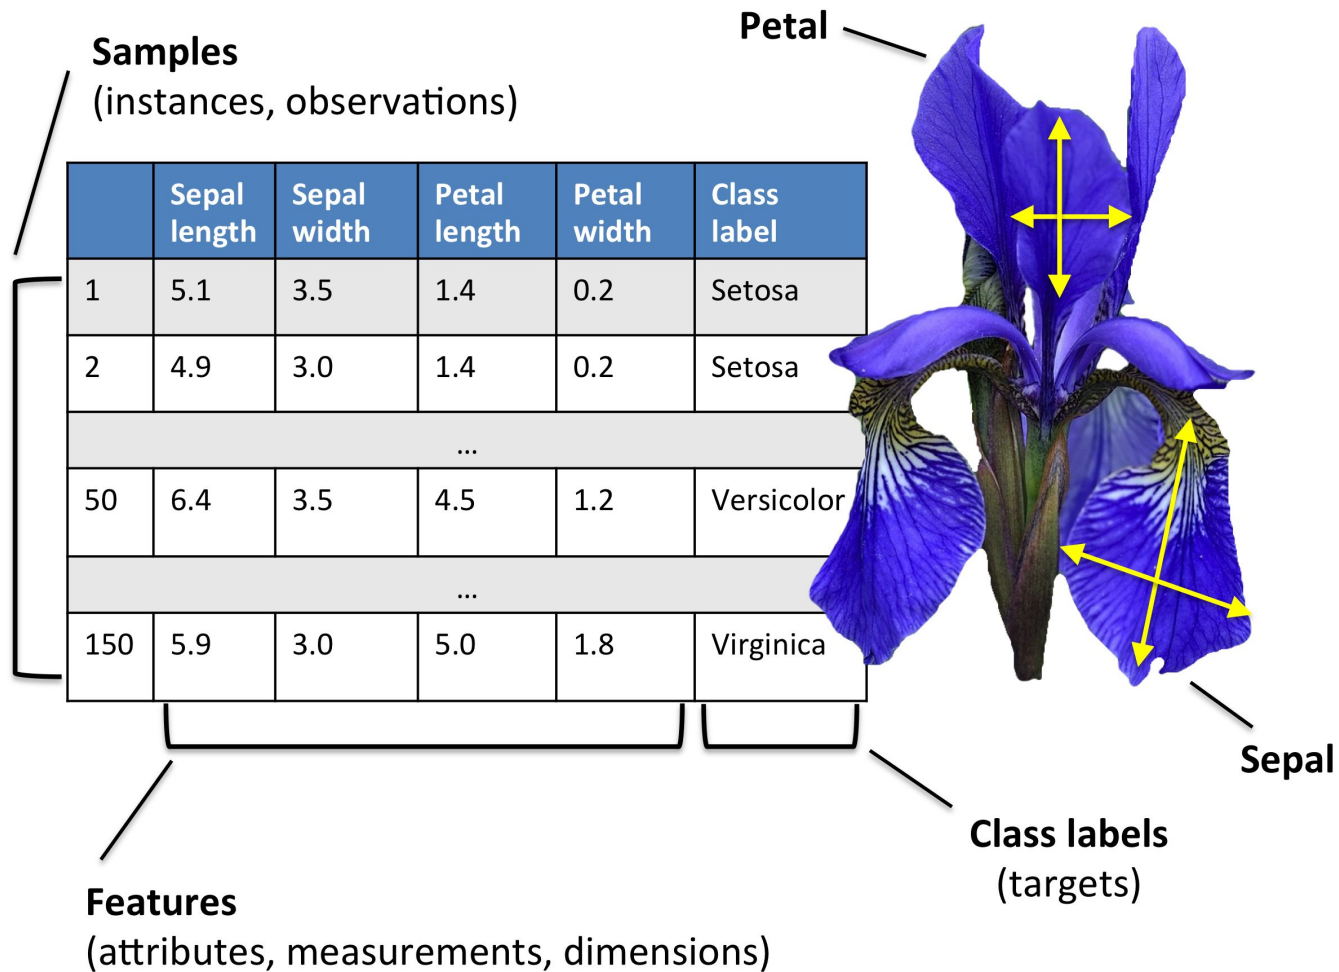 Samples
(instances, observations)
Petal
Sepal length Sepal width Petal length Petal width Class label
1 5.1 3.5 1.4 0.2 Setosa
2 4.9 3.0 1.4 0.2 Setosa
...
50 6.4 3.5 4.5 1.2 Versicolor
...
150 5.9 3.0 5.0 1.8 Virginica
Sepal
Class labels
(targets)
Features
(attributes, measurements, dimensions)